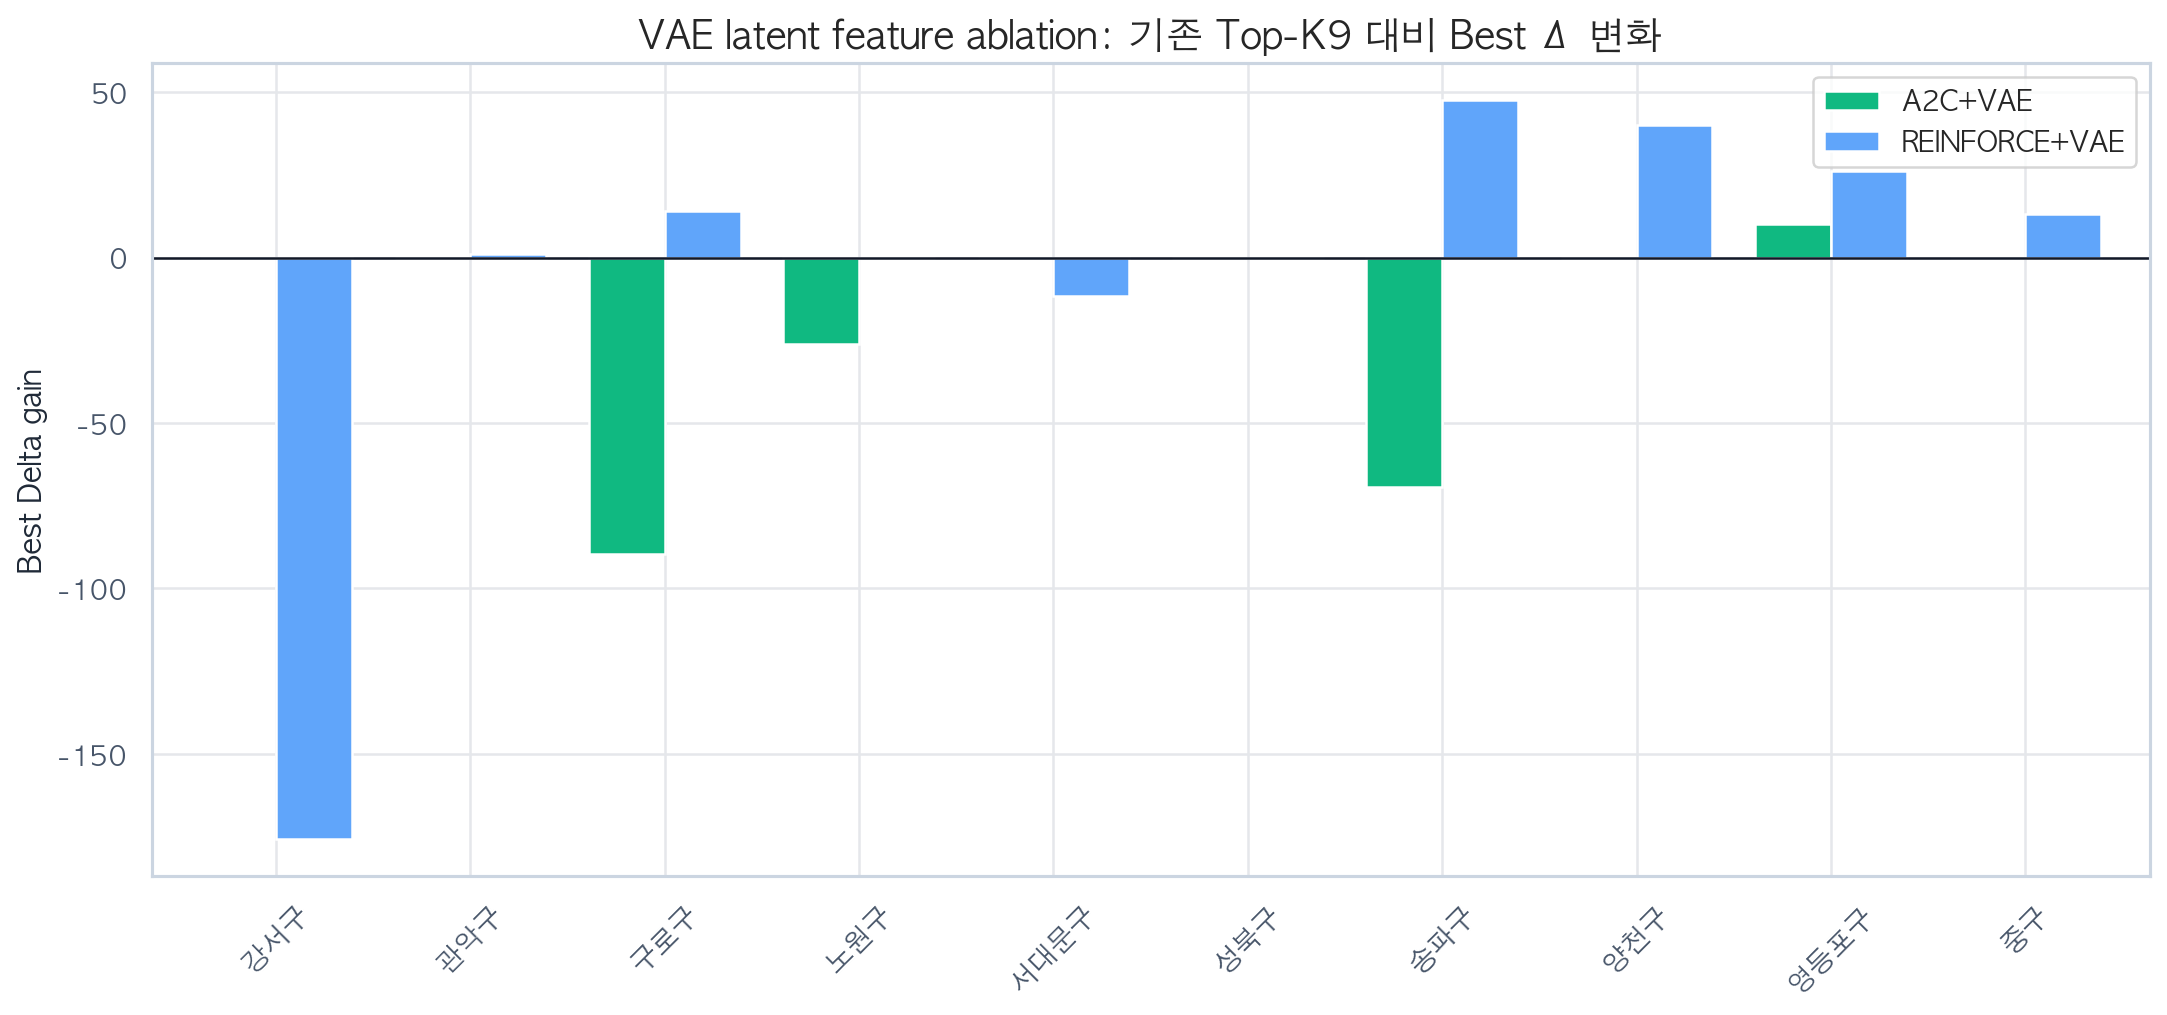 VAE latent feature ablation: 기존 Top-K9 대비 Best Δ 변화
A2C+VAE
REINFORCE+VAE
Best Delta gain
50
0
-50
-100
-150
강서구
관악구
구로구
노원구
서대문구
성북구
송파구
양천구
영등포구
중구